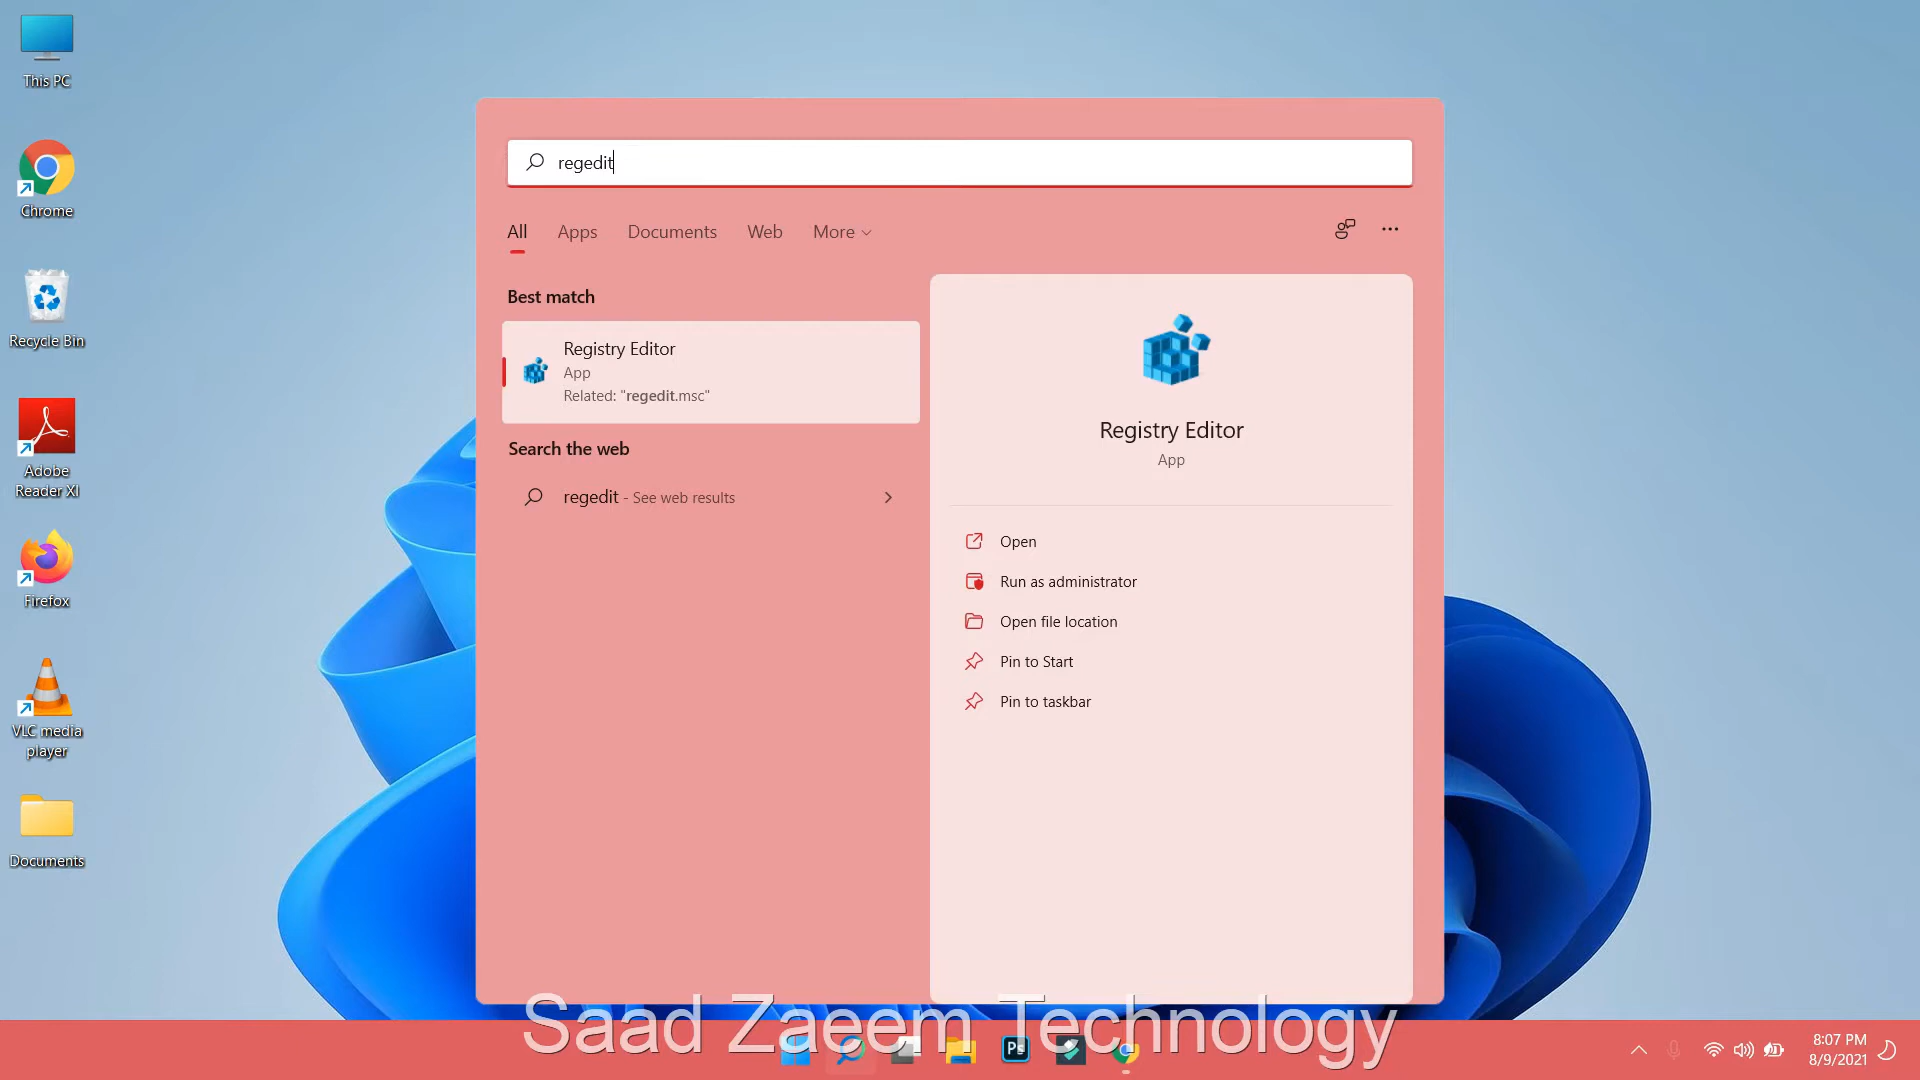 This PC
Chrome
Recycle Bin
Adobe
Reader XI
Firefox
VLC media
player
Documents
regedit
All Apps Documents Web More
Best match
Registry Editor
App
Related: "regedit.msc"
Search the web
regedit - See web results
Registry Editor
App
Open
Run as administrator
Open file location
Pin to Start
Pin to taskbar
Saad Zaeem Technology
Ps
8:07 PM
8/9/2021